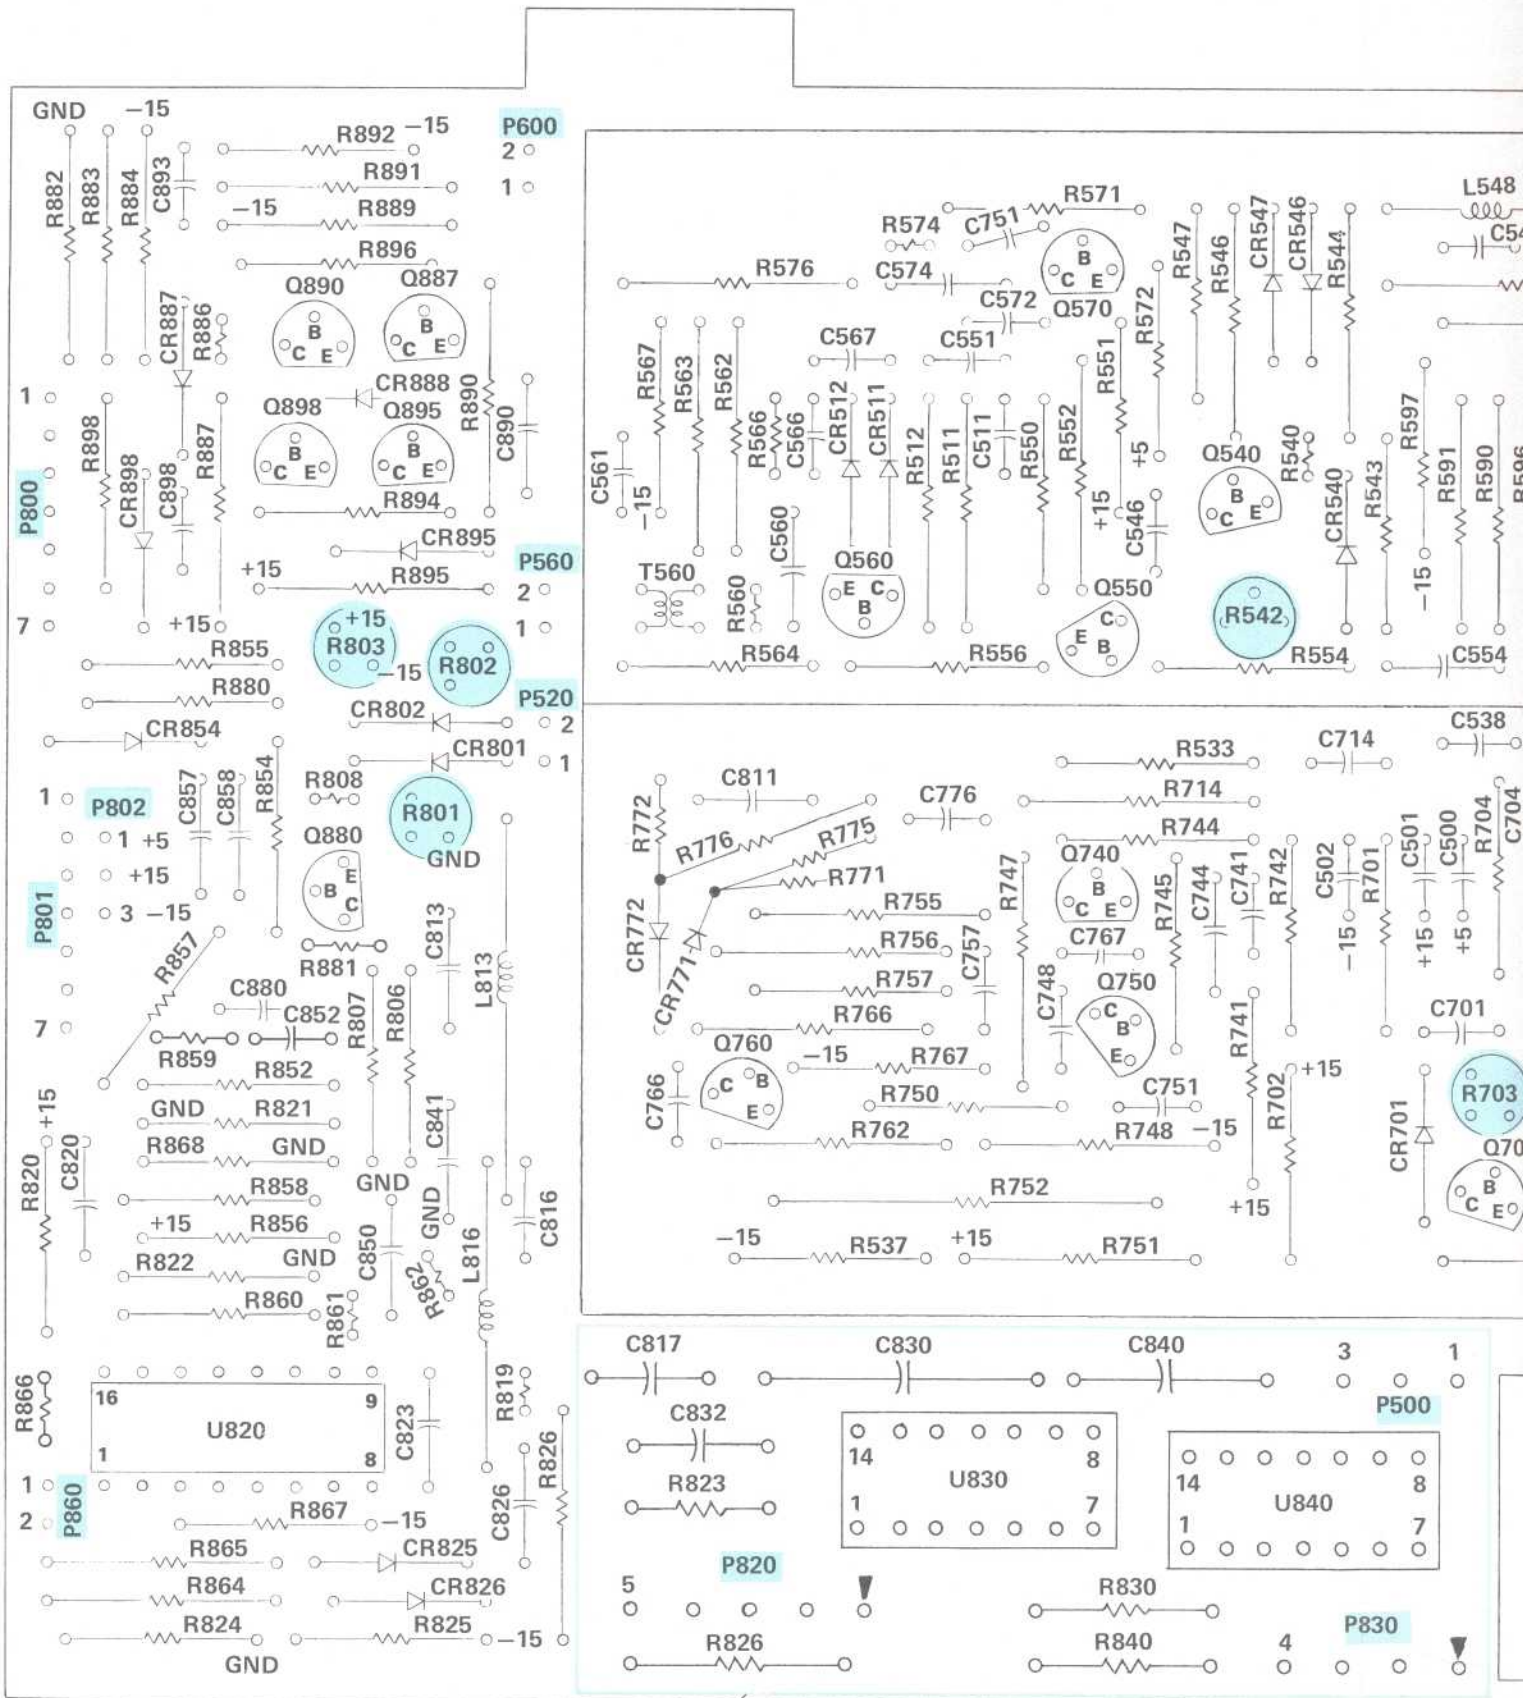 GND
−15
R892
−15
P600
2
R891
1
R882
R883
R884
C893
−15
R889
R896
Q890
B
C
E
Q887
B
C
E
CR887
R886
CR888
R890
C890
1
Q898
B
C
E
Q895
B
C
E
R898
R887
P800
CR898
C898
R894
CR895
P560
+15
R895
2
7
+15
+15
R803
−15
1
R802
R855
R880
P520
CR802
2
CR854
CR801
1
1
P802
C857
C858
R854
R808
R801
GND
1 +5
+15
3 −15
P801
Q880
E
B
C
C813
R857
R881
L813
C880
C852
R807
R806
7
R859
R852
+15
GND
R821
C841
R868
GND
R820
C820
GND
GND
R858
+15
R856
C850
C816
R822
GND
L816
R862
R860
R861
R866
16
9
U820
1
8
C823
R819
R826
1
P860
2
C826
R867
−15
R865
CR825
R864
CR826
R824
R825
−15
GND
R571
L548
R574
C751
R547
R546
CR547
CR546
R544
C
E
Q570
R576
C574
C572
R572
R567
R563
R562
C567
C551
R551
R566
C566
CR512
CR511
R512
R511
C511
R550
R552
+5
Q540
B
C
E
R540
R597
C561
−15
C560
+15
C546
CR540
R543
R591
R590
R596
T560
R560
Q560
E
C
B
Q550
C
E
B
R542
−15
R564
R556
R554
C554
C538
R533
C714
C811
R772
R776
R775
C776
R714
R744
R771
R747
Q740
B
C
E
R745
C744
C741
R742
C502
R701
C501
C500
R704
C704
R755
CR772
R756
C757
C767
−15
+15
+5
CR771
R757
C748
Q750
C
B
E
R766
R741
C701
Q760
C
B
E
−15
R767
R702
+15
R703
C766
R750
C751
CR701
R762
R748
−15
B
C
E
R752
+15
−15
R537
+15
R751
C817
C830
C840
3
1
P500
C832
14
8
U830
1
7
R823
14
8
U840
1
7
P820
5
R830
R826
R840
4
P830